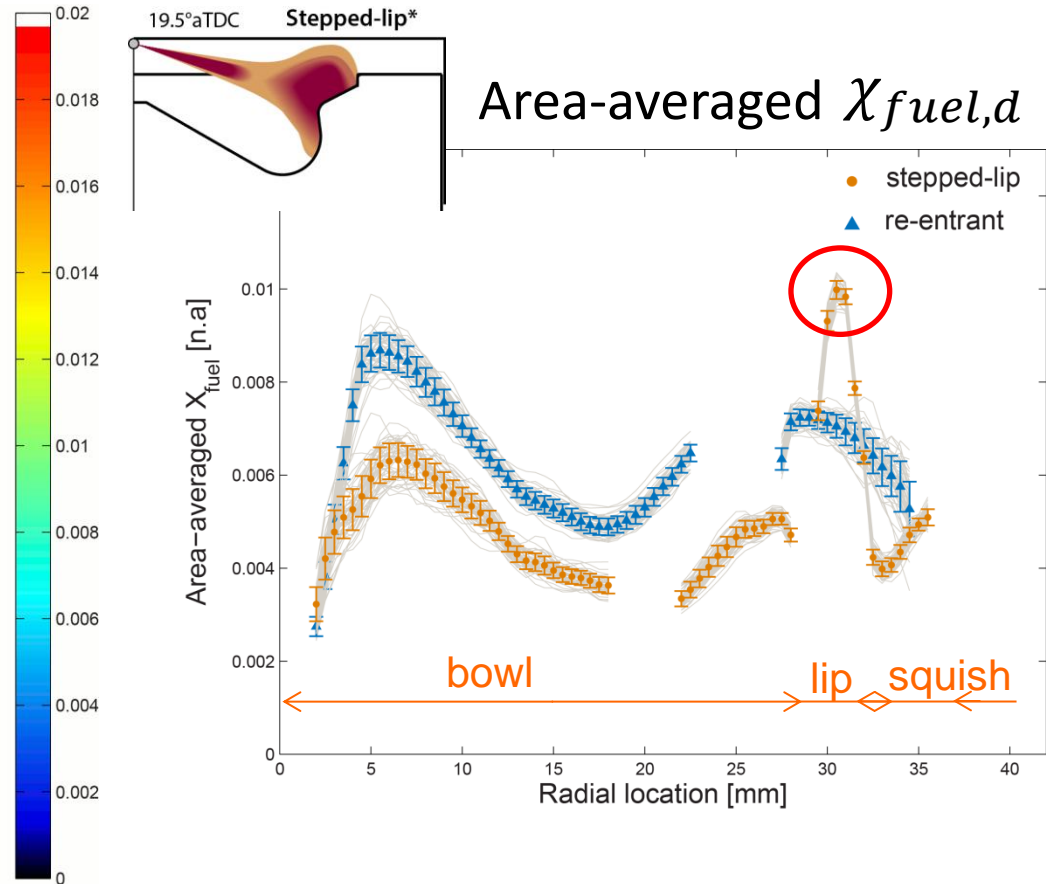 0.02
0.018
0.016
0.014
0.012
0.01
0.008
0.006
0.004
0.002
0
19.5°aTDC Stepped-lip*
Area-averaged χ_fuel,d
stepped-lip
re-entrant
Area-averaged X_fuel [n.a]
0.01
0.008
0.006
0.004
0.002
0
bowl
lip
squish
0 5 10 15 20 25 30 35 40
Radial location [mm]